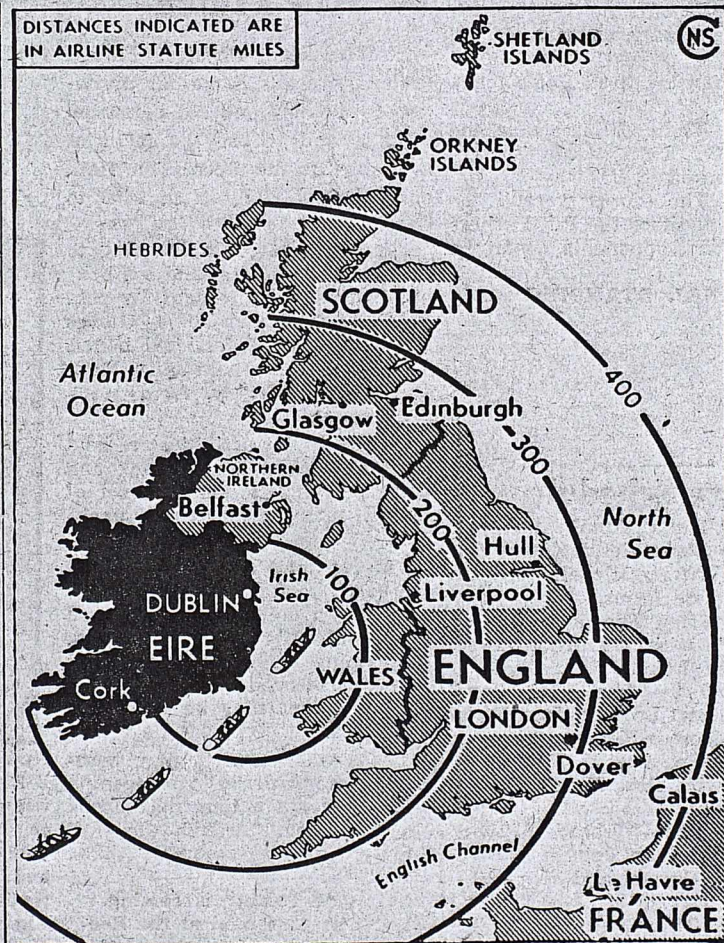 DISTANCES INDICATED ARE
IN AIRLINE STATUTE MILES
NS
SHETLAND
ISLANDS
ORKNEY
ISLANDS
HEBRIDES
SCOTLAND
Atlantic
Ocean
400
Glasgow
Edinburgh
300
NORTHERN
IRELAND
Belfast
200
North
Sea
Hull
Irish
Sea
100
DUBLIN
Liverpool
EIRE
WALES
ENGLAND
Cork
LONDON
Dover
Calais
English Channel
Le Havre
FRANCE